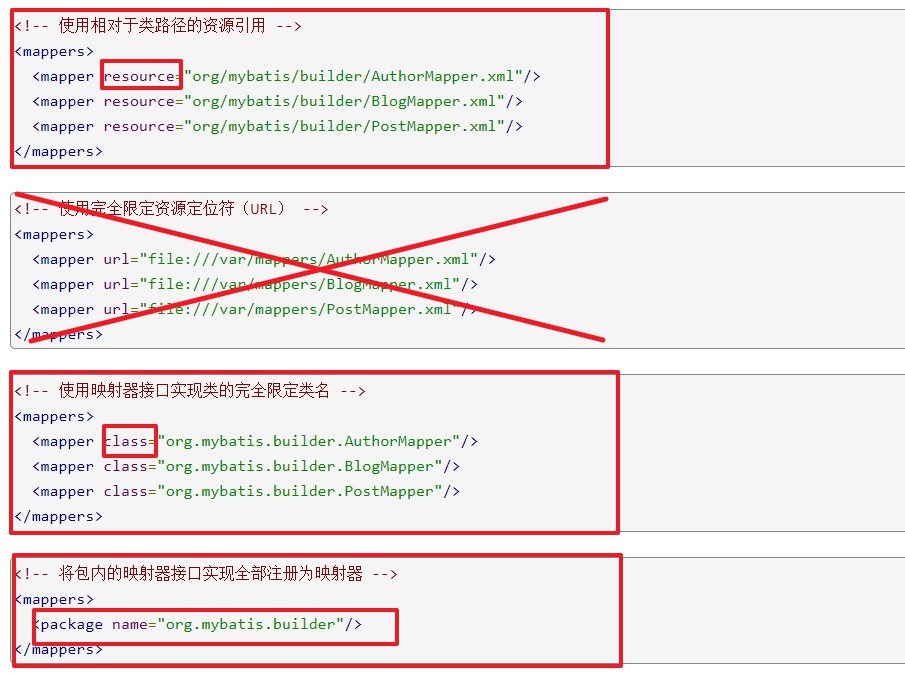 <!-- 使用相对于类路径的资源引用 -->
<mappers>
  <mapper resource="org/mybatis/builder/AuthorMapper.xml"/>
  <mapper resource="org/mybatis/builder/BlogMapper.xml"/>
  <mapper resource="org/mybatis/builder/PostMapper.xml"/>
</mappers>
<!-- 使用完全限定资源定位符（URL） -->
<mappers>
  <mapper url="file:///var/mappers/AuthorMapper.xml"/>
  <mapper url="file:///var/mappers/BlogMapper.xml"/>
  <mapper url="file:///var/mappers/PostMapper.xml"/>
</mappers>
<!-- 使用映射器接口实现类的完全限定类名 -->
<mappers>
  <mapper class="org.mybatis.builder.AuthorMapper"/>
  <mapper class="org.mybatis.builder.BlogMapper"/>
  <mapper class="org.mybatis.builder.PostMapper"/>
</mappers>
<!-- 将包内的映射器接口实现全部注册为映射器 -->
<mappers>
  <package name="org.mybatis.builder"/>
</mappers>